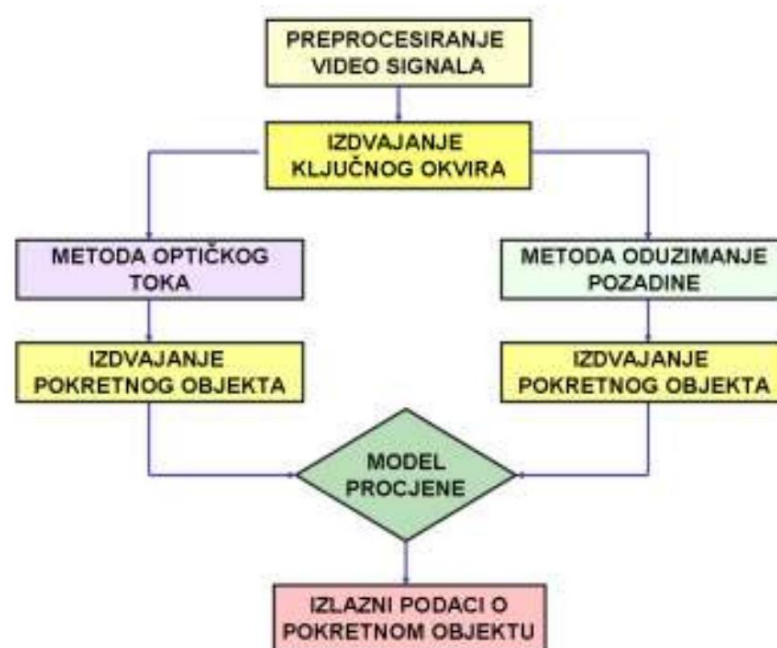 PREPROCESIRANJE
VIDEO SIGNALA
IZDVAJANJE
KLJUČNOG OKVIRA
METODA OPTIČKOG
TOKA
METODA ODUZIMANJE
POZADINE
IZDVAJANJE
POKRETNOG OBJEKTA
IZDVAJANJE
POKRETNOG OBJEKTA
MODEL
PROCJENE
IZLAZNI PODACI O
POKRETNOM OBJEKTU